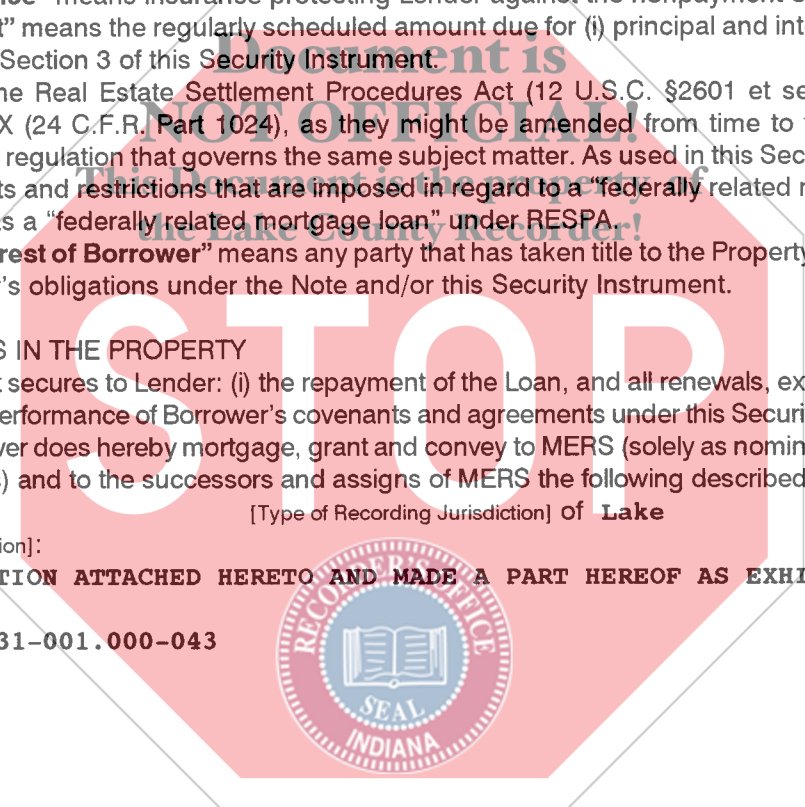 means insurance protecting Lender against the nonpayment
t” means the regularly scheduled amount due for (i) principal and int
Section 3 of this Security Instrument.
Document is
ne Real Estate Settlement Procedures Act (12 U.S.C. §2601 et se
NOT OFFICIAL!
X (24 C.F.R. Part 1024), as they might be amended from time to
regulation that governs the same subject matter. As used in this Sec
This Document is the property of
ts and restrictions that are imposed in regard to a “federally related
the Lake County Recorder!
s a “federally related mortgage loan” under RESPA.
rest of Borrower” means any party that has taken title to the Property
r’s obligations under the Note and/or this Security Instrument.
STOP
S IN THE PROPERTY
t secures to Lender: (i) the repayment of the Loan, and all renewals, ex
erformance of Borrower’s covenants and agreements under this Securi
ver does hereby mortgage, grant and convey to MERS (solely as nomin
s) and to the successors and assigns of MERS the following described
[Type of Recording Jurisdiction] of Lake
ion]:
TION ATTACHED HERETO AND MADE A PART HEREOF AS EXHI
31-001.000-043
RECORDER'S OFFICE
SEAL
INDIANA